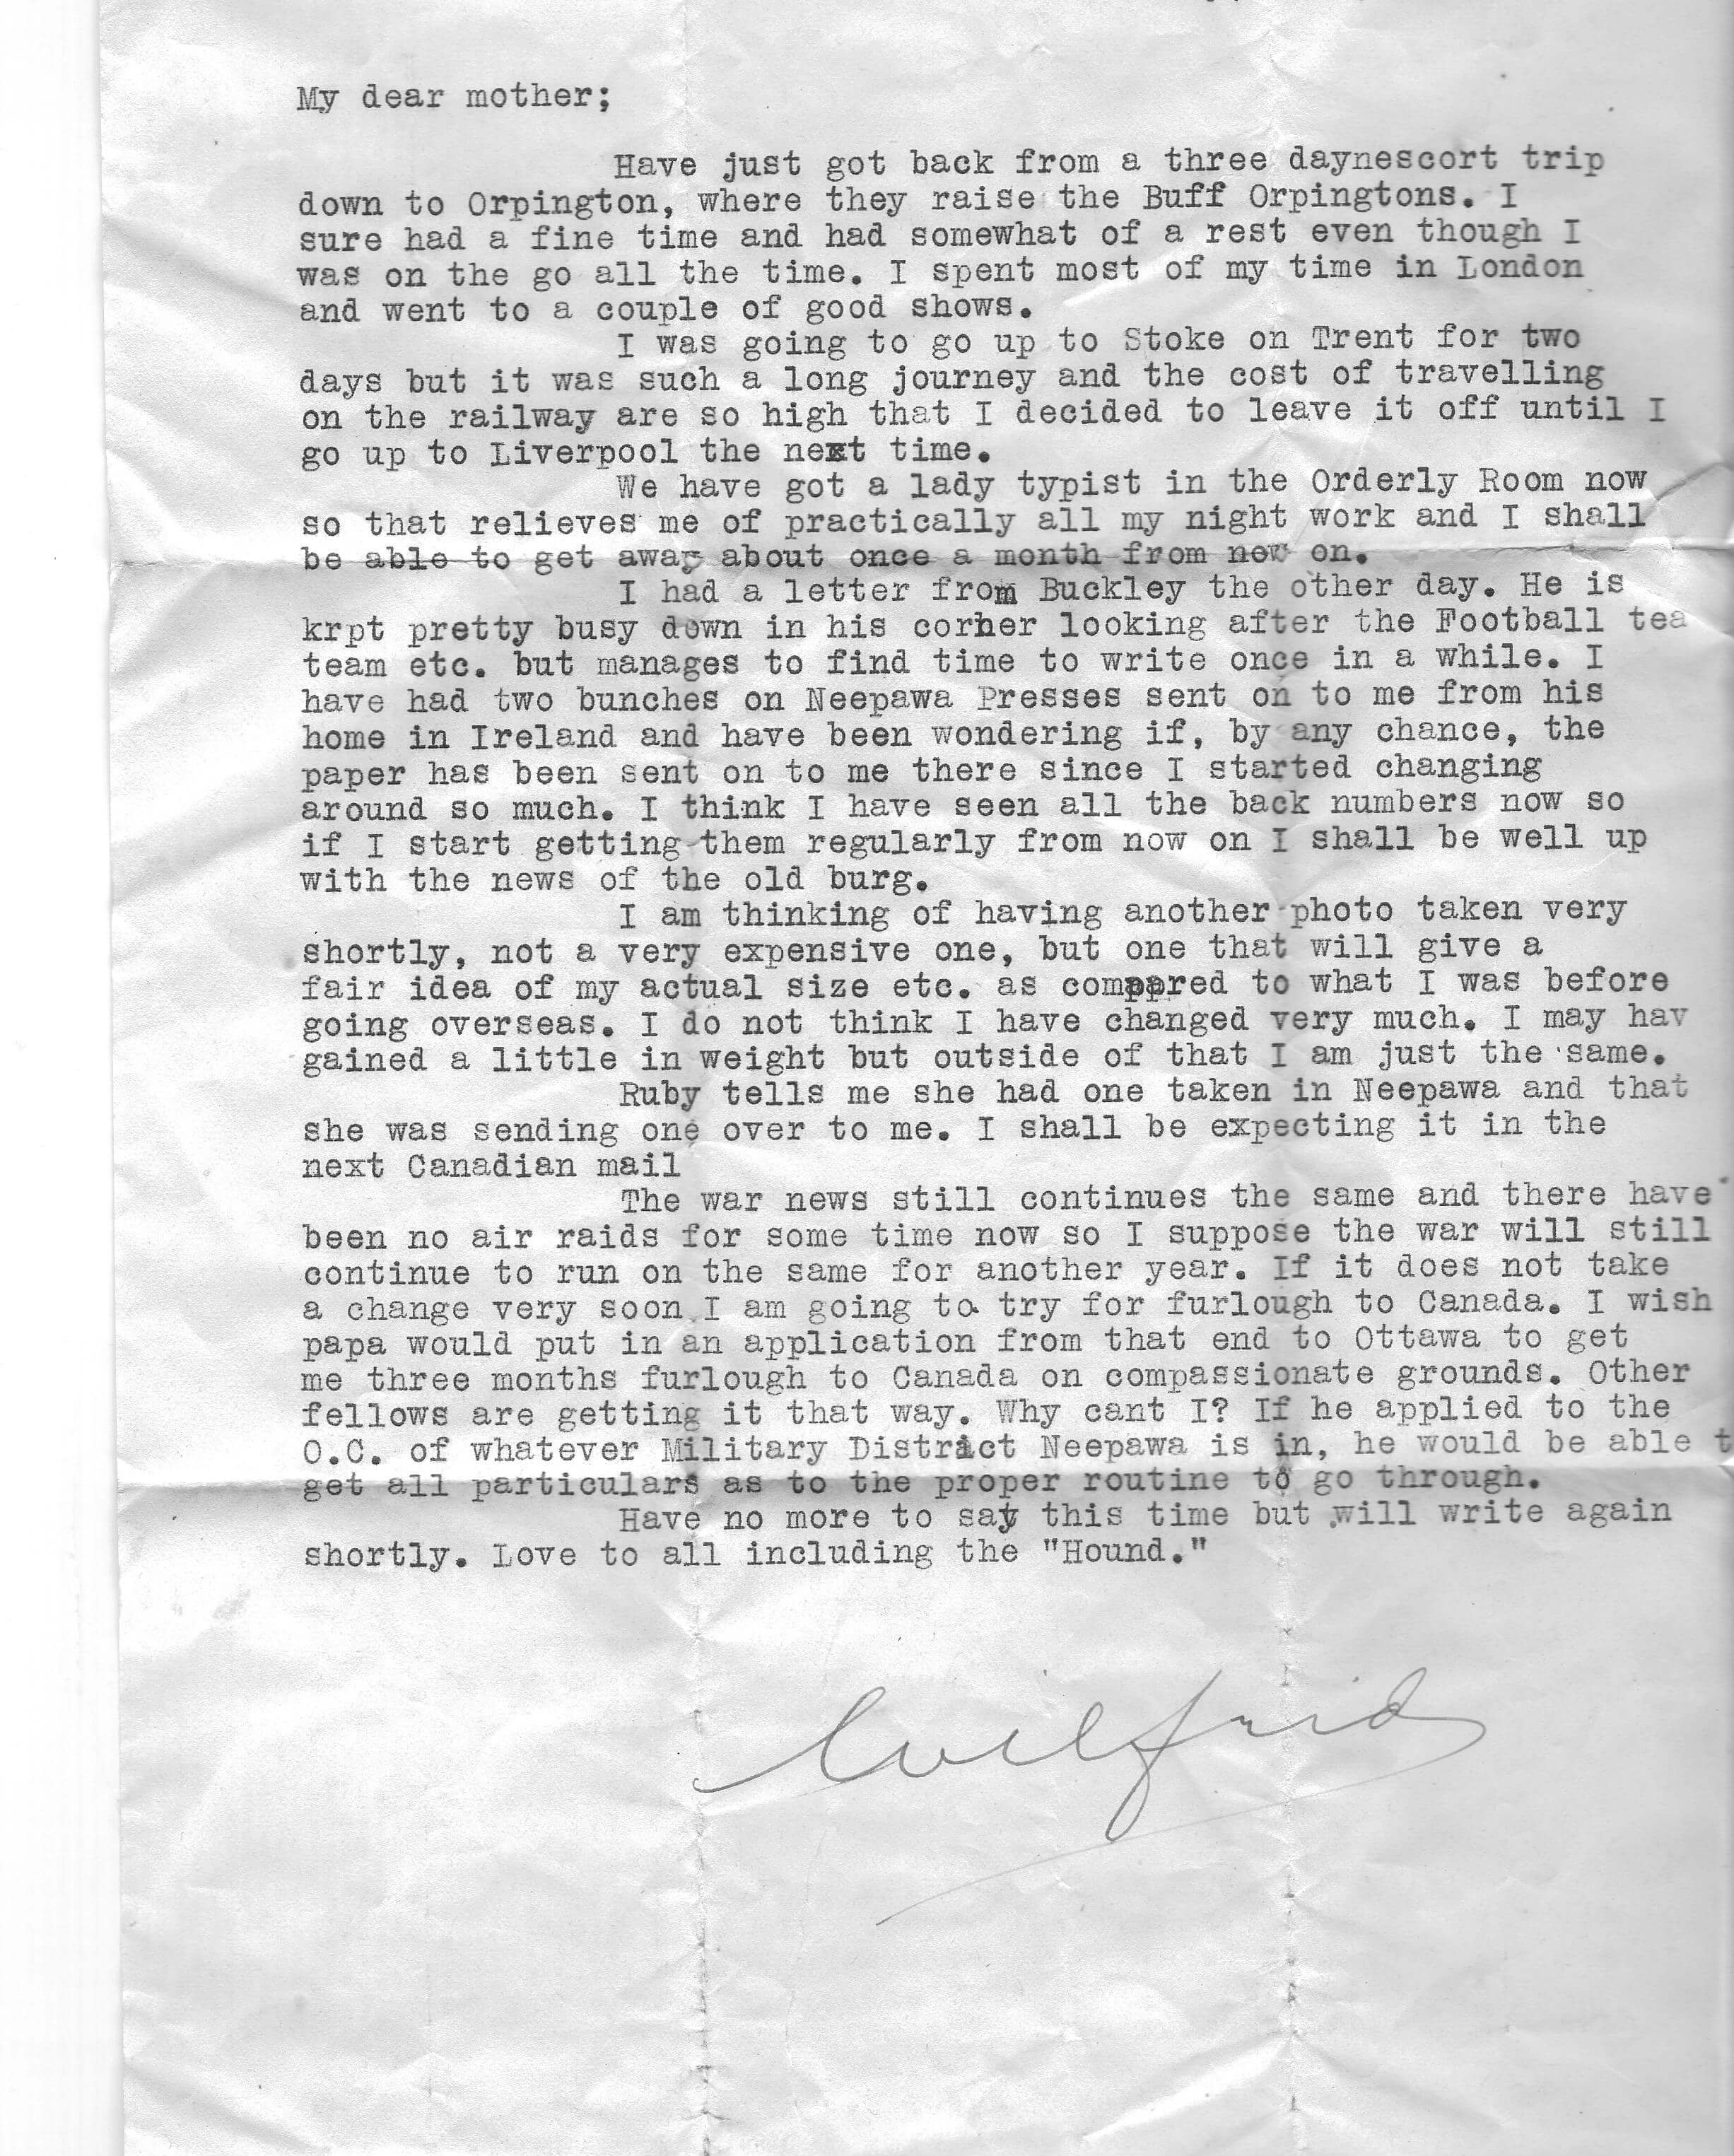 My dear mother;
Have just got back from a three daynescort trip
down to Orpington, where they raise the Buff Orpingtons. I
sure had a fine time and had somewhat of a rest even though I
was on the go all the time. I spent most of my time in London
and went to a couple of good shows.
I was going to go up to Stoke on Trent for two
days but it was such a long journey and the cost of travelling
on the railway are so high that I decided to leave it off until I
go up to Liverpool the next time.
We have got a lady typist in the Orderly Room now
so that relieves me of practically all my night work and I shall
be able to get away about once a month from now on.
I had a letter from Buckley the other day. He is
krpt pretty busy down in his corner looking after the Football tea
team etc. but manages to find time to write once in a while. I
have had two bunches on Neepawa Presses sent on to me from his
home in Ireland and have been wondering if, by any chance, the
paper has been sent on to me there since I started changing
around so much. I think I have seen all the back numbers now so
if I start getting them regularly from now on I shall be well up
with the news of the old burg.
I am thinking of having another photo taken very
shortly, not a very expensive one, but one that will give a
fair idea of my actual size etc. as compared to what I was before
going overseas. I do not think I have changed very much. I may hav
gained a little in weight but outside of that I am just the same.
Ruby tells me she had one taken in Neepawa and that
she was sending one over to me. I shall be expecting it in the
next Canadian mail
The war news still continues the same and there have
been no air raids for some time now so I suppose the war will still
continue to run on the same for another year. If it does not take
a change very soon I am going to try for furlough to Canada. I wish
papa would put in an application from that end to Ottawa to get
me three months furlough to Canada on compassionate grounds. Other
fellows are getting it that way. Why cant I? If he applied to the
O.C. of whatever Military District Neepawa is in, he would be able t
get all particulars as to the proper routine to go through.
Have no more to say this time but will write again
shortly. Love to all including the "Hound."
Wilfrid